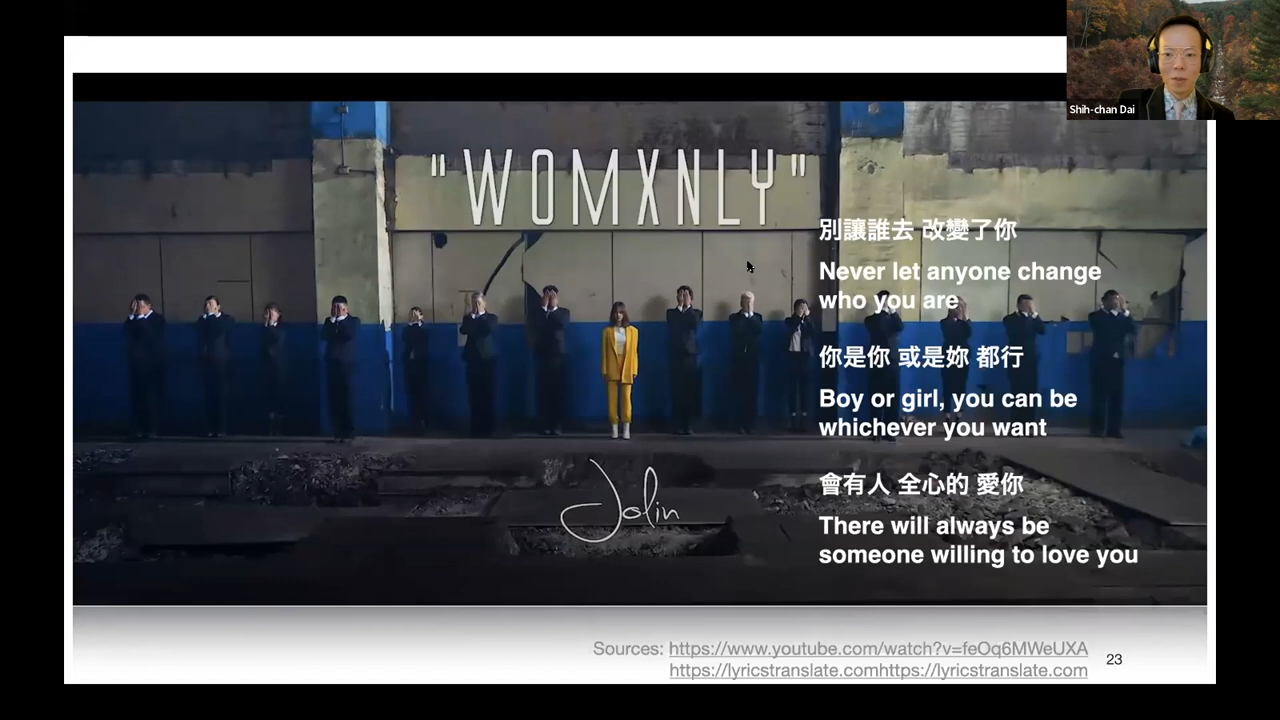 Shih-chan Dai
"WOMXNLY"
別讓誰去 改變了你
Never let anyone change
who you are
你是你 或是妳 都行
Boy or girl, you can be
whichever you want
Jolin
會有人 全心的 愛你
There will always be
someone willing to love you
Sources: https://www.youtube.com/watch?v=feOq6MWeUXA
https://lyricstranslate.comhttps://lyricstranslate.com
23